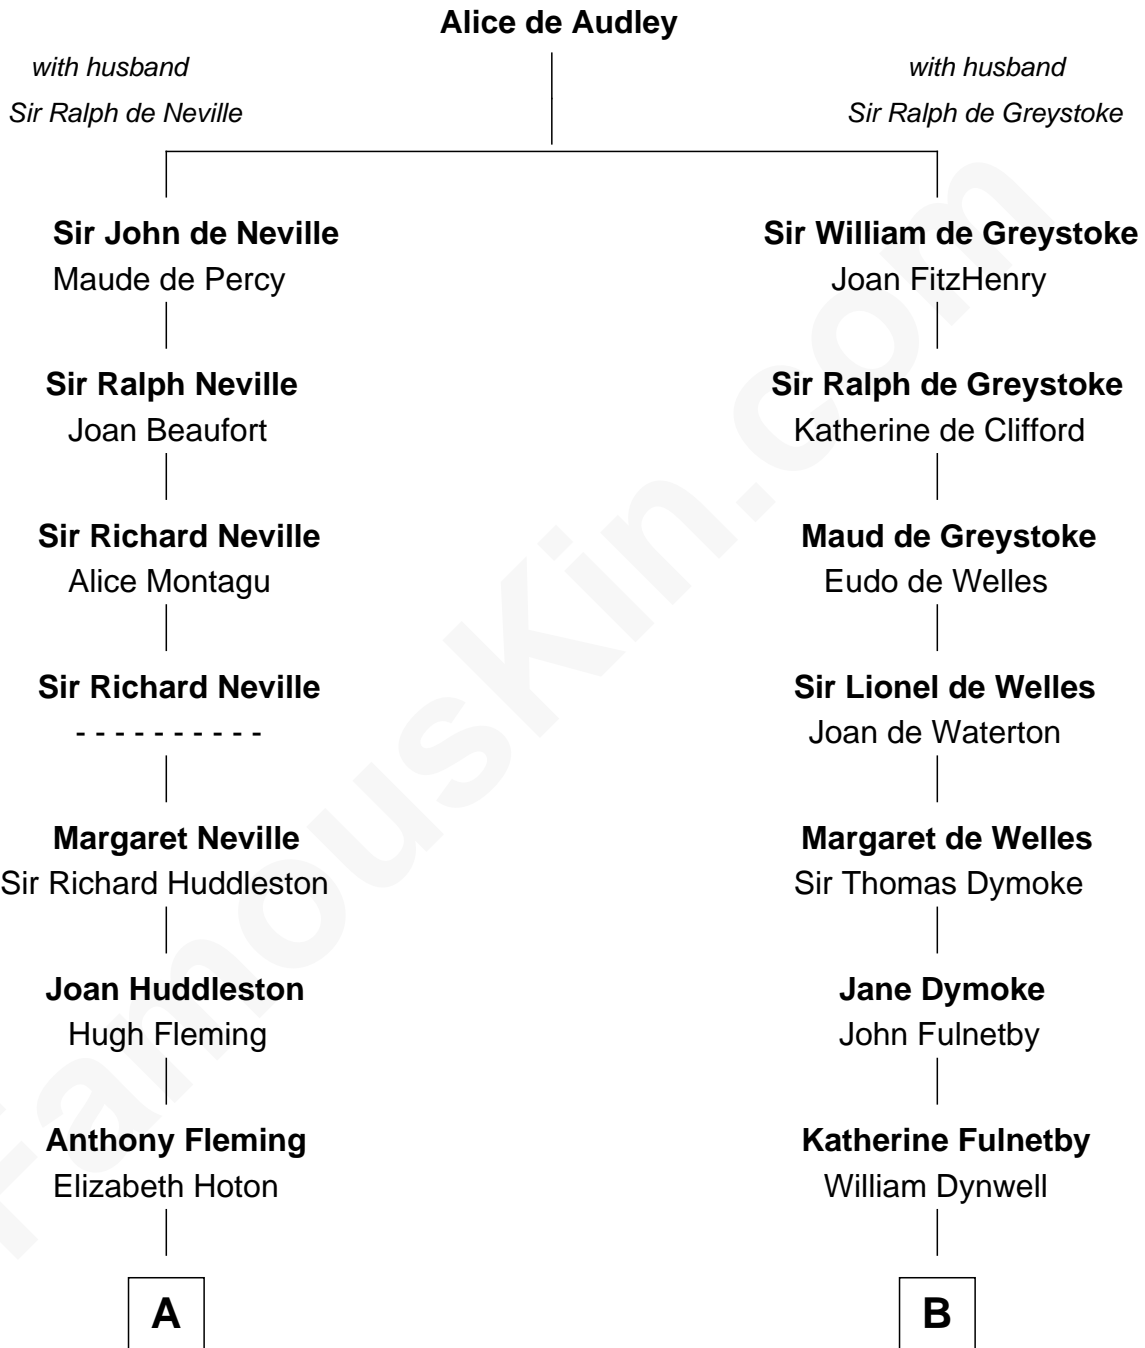 Alice de Audley
with husband
Sir Ralph de Neville
with husband
Sir Ralph de Greystoke
Sir John de Neville
Maude de Percy
Sir William de Greystoke
Joan FitzHenry
Sir Ralph Neville
Joan Beaufort
Sir Ralph de Greystoke
Katherine de Clifford
Sir Richard Neville
Alice Montagu
Maud de Greystoke
Eudo de Welles
Sir Richard Neville
- - - - - - - - - -
Sir Lionel de Welles
Joan de Waterton
Margaret Neville
Sir Richard Huddleston
Margaret de Welles
Sir Thomas Dymoke
Joan Huddleston
Hugh Fleming
Jane Dymoke
John Fulnetby
Anthony Fleming
Elizabeth Hoton
Katherine Fulnetby
William Dynwell
A
B
FamousKin.com